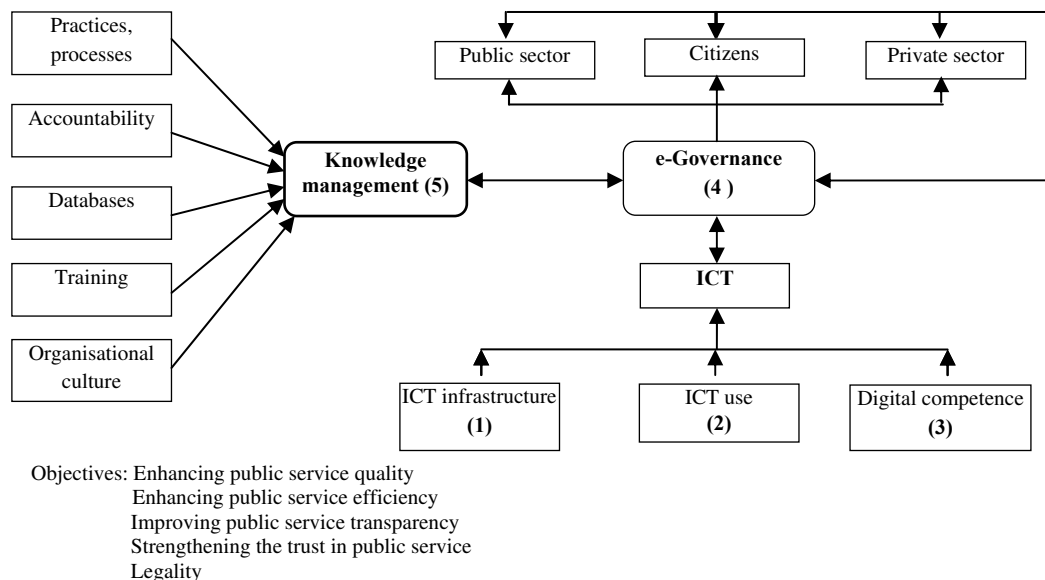 Practices,
processes
Accountability
Databases
Training
Organisational
culture
Knowledge
management (5)
Public sector
Citizens
Private sector
e-Governance
(4 )
ICT
ICT infrastructure
(1)
ICT use
(2)
Digital competence
(3)
Objectives: Enhancing public service quality
Enhancing public service efficiency
Improving public service transparency
Strengthening the trust in public service
Legality